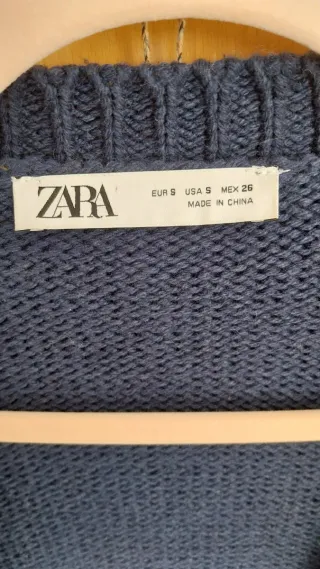 ZARA
EUR S USA S MEX 26
MADE IN CHINA